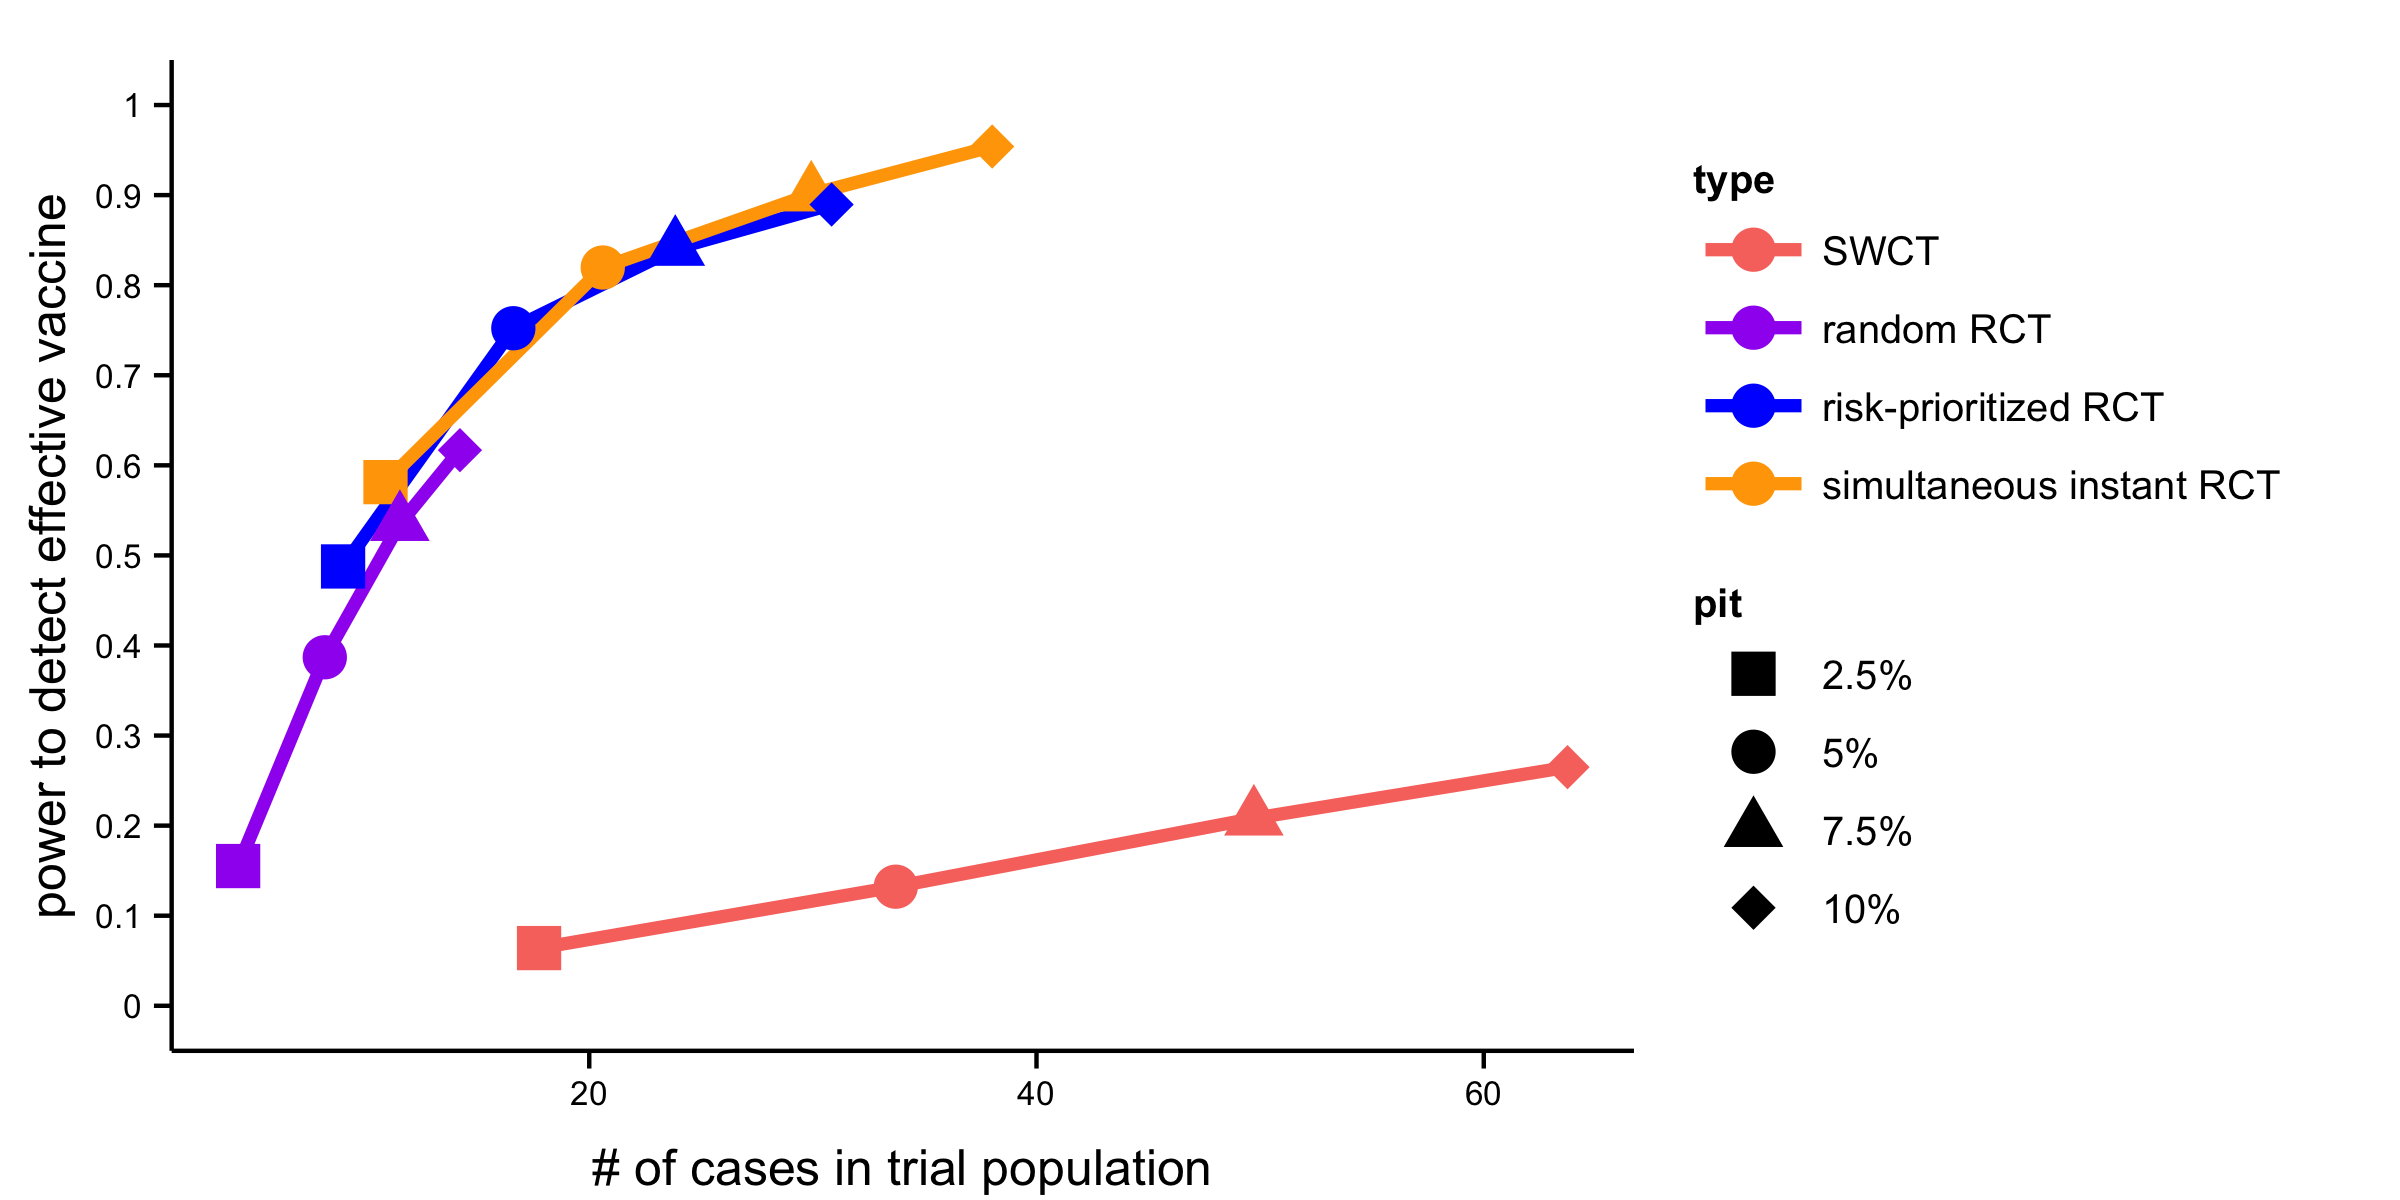 power to detect effective vaccine
1
0.9
0.8
0.7
0.6
0.5
0.4
0.3
0.2
0.1
0
20 40 60
# of cases in trial population
type
SWCT
random RCT
risk-prioritized RCT
simultaneous instant RCT
pit
2.5%
5%
7.5%
10%